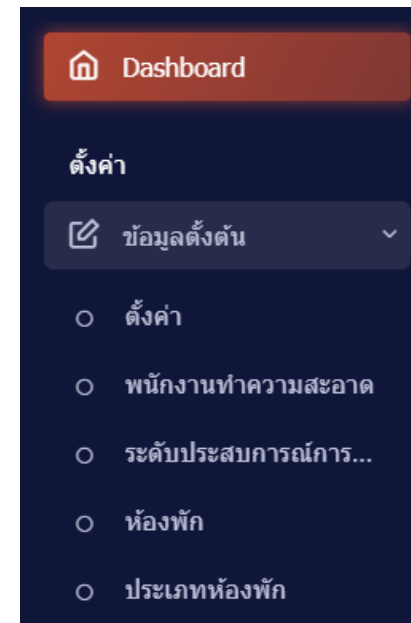 Dashboard
ตั้งค่า
ข้อมูลตั้งต้น
ตั้งค่า
พนักงานทำความสะอาด
ระดับประสบการณ์การ...
ห้องพัก
ประเภทห้องพัก